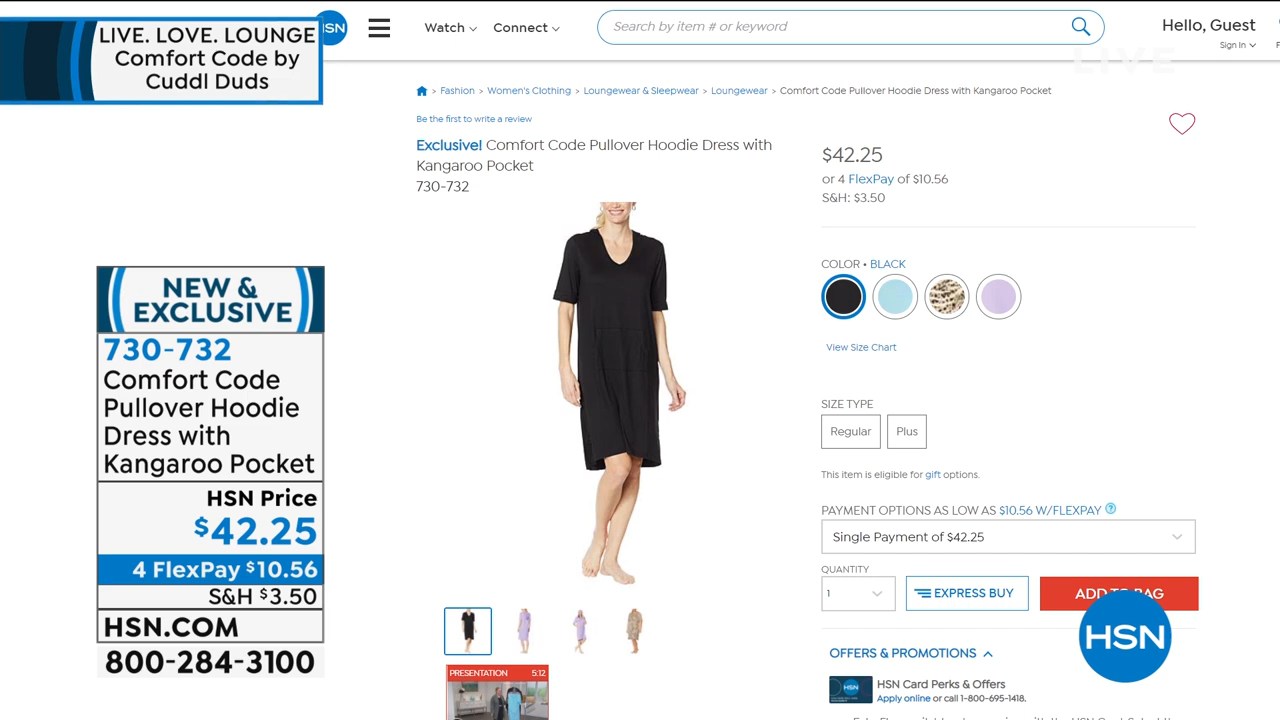 LIVE. LOVE. LOUNGE
Comfort Code by
Cuddl Duds
HSN
Watch
Connect
Search by item # or keyword
Hello, Guest
Sign In
LIVE
Fashion > Women's Clothing > Loungewear & Sleepwear > Loungewear > Comfort Code Pullover Hoodie Dress with Kangaroo Pocket
Be the first to write a review
Exclusive! Comfort Code Pullover Hoodie Dress with
Kangaroo Pocket
730-732
$42.25
or 4 FlexPay of $10.56
S&H: $3.50
COLOR • BLACK
View Size Chart
SIZE TYPE
Regular
Plus
This item is eligible for gift options.
PAYMENT OPTIONS AS LOW AS $10.56 W/FLEXPAY ?
Single Payment of $42.25
QUANTITY
1
EXPRESS BUY
ADD TO BAG
OFFERS & PROMOTIONS
HSN
HSN Card Perks & Offers
Apply online or call 1-800-695-1418.
HSN
PRESENTATION 5:12
NEW &
EXCLUSIVE
730-732
Comfort Code
Pullover Hoodie
Dress with
Kangaroo Pocket
HSN Price
$42.25
4 FlexPay $10.56
S&H $3.50
HSN.COM
800-284-3100